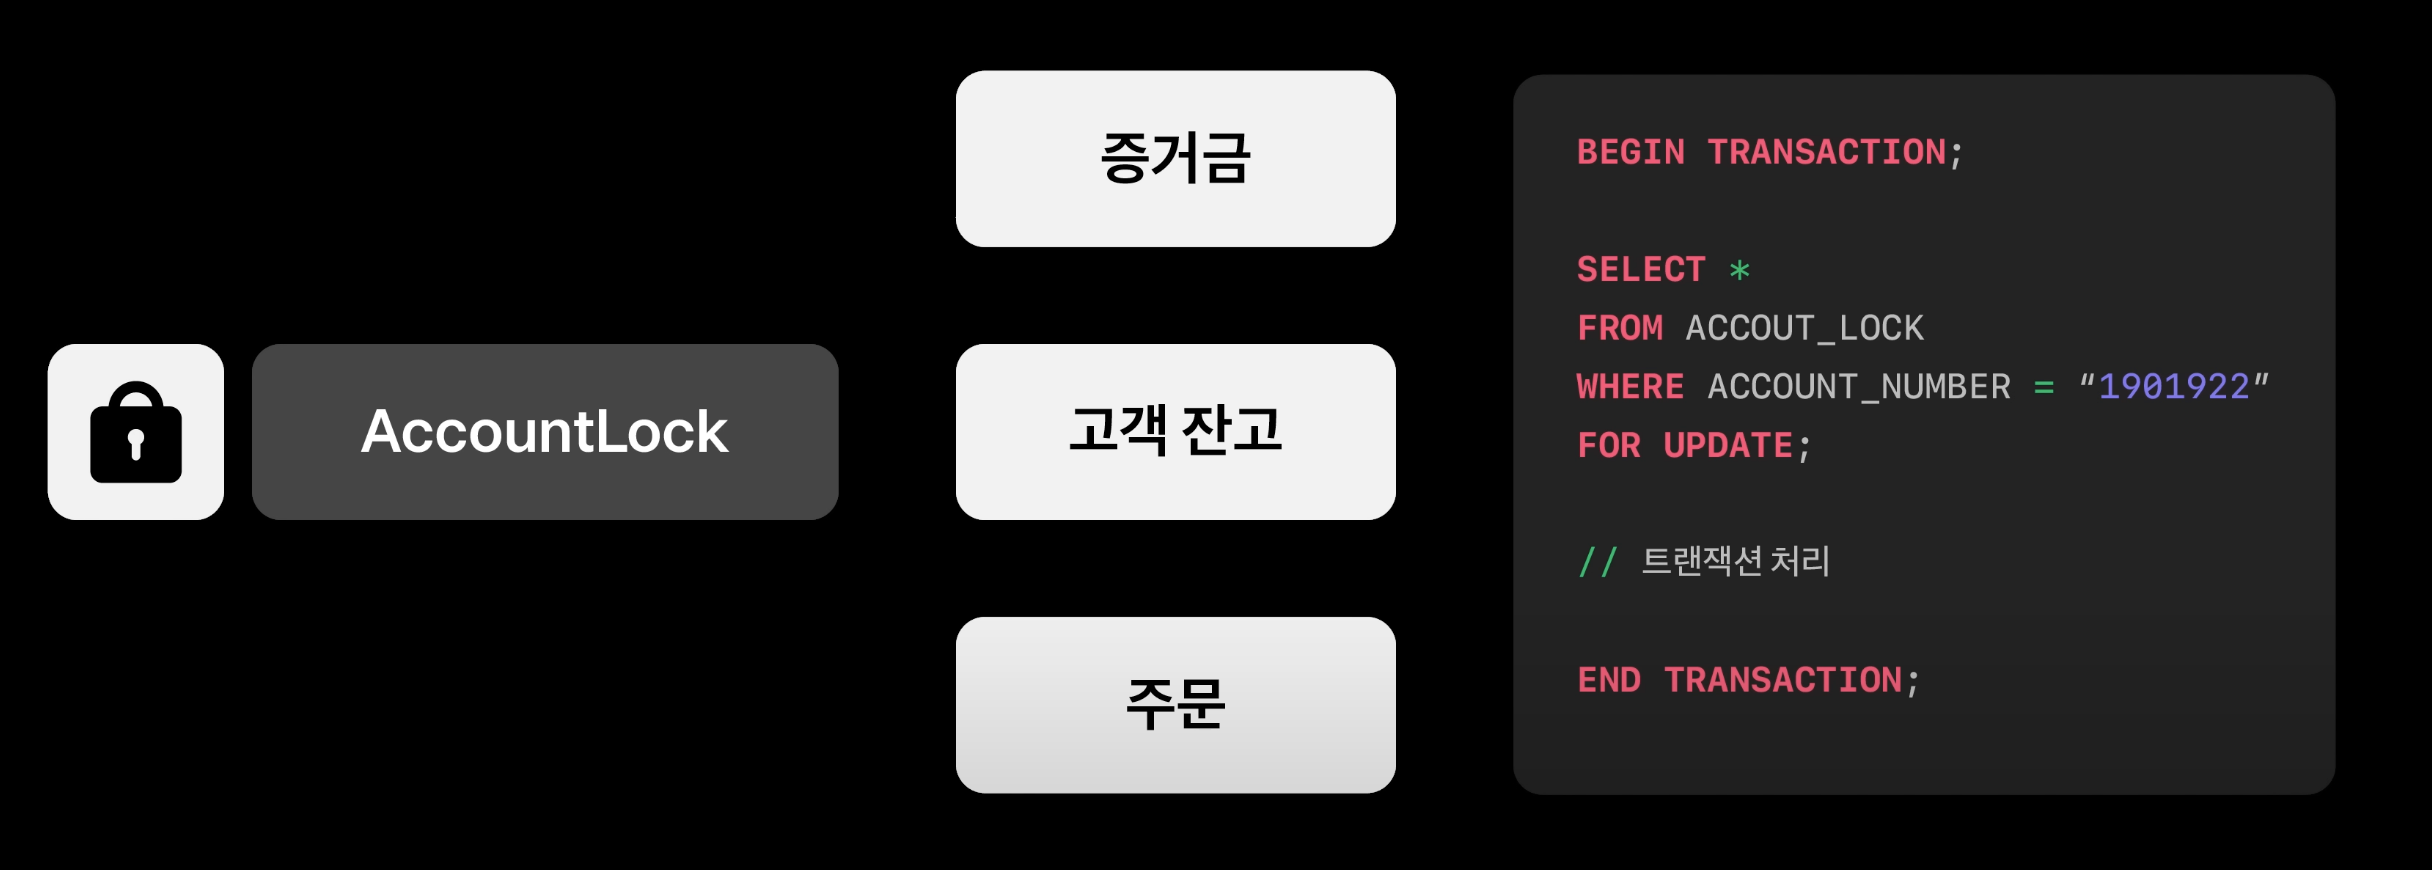 AccountLock
증거금
고객 잔고
주문
BEGIN TRANSACTION;
SELECT *
FROM ACCOUT_LOCK
WHERE ACCOUNT_NUMBER = “1901922”
FOR UPDATE;
// 트랜잭션 처리
END TRANSACTION;